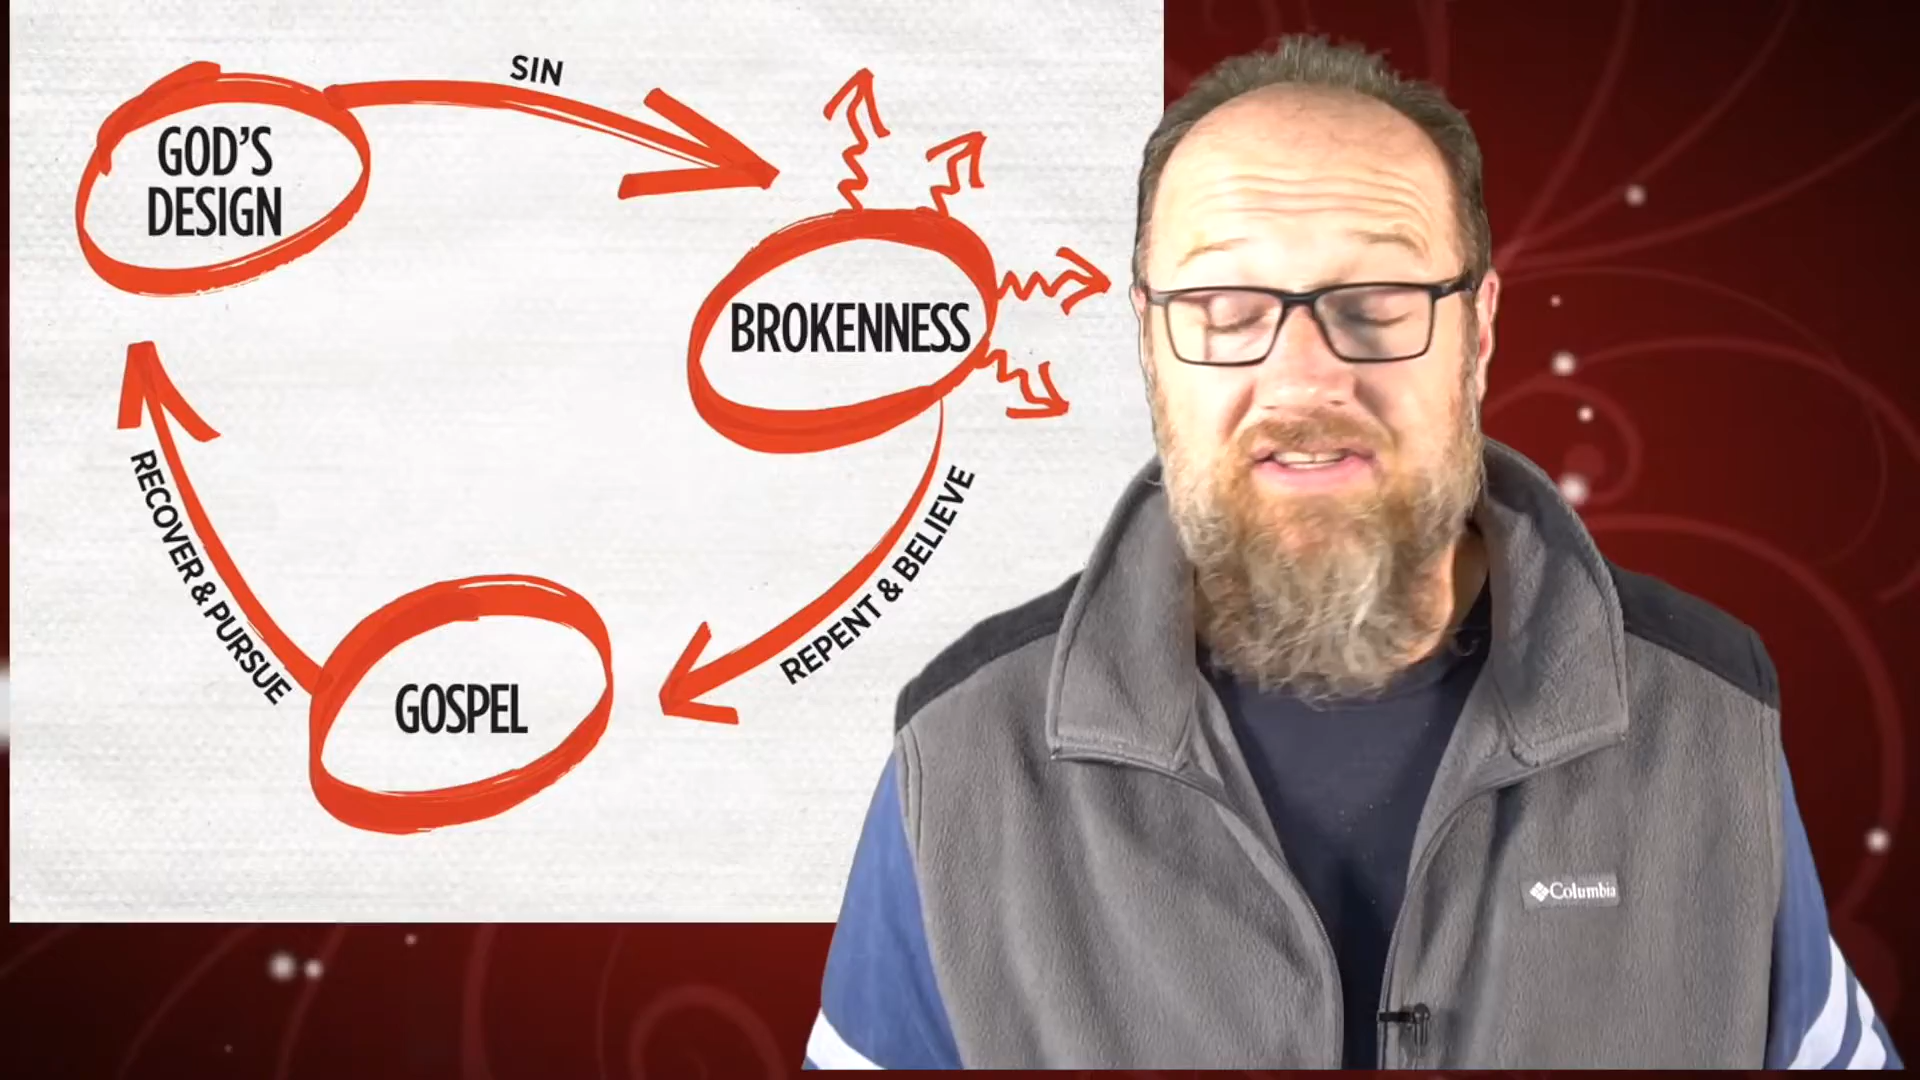 SIN
GOD'S
DESIGN
BROKENNESS
RECOVER & PURSUE
REPENT & BELIEVE
GOSPEL
Columbia